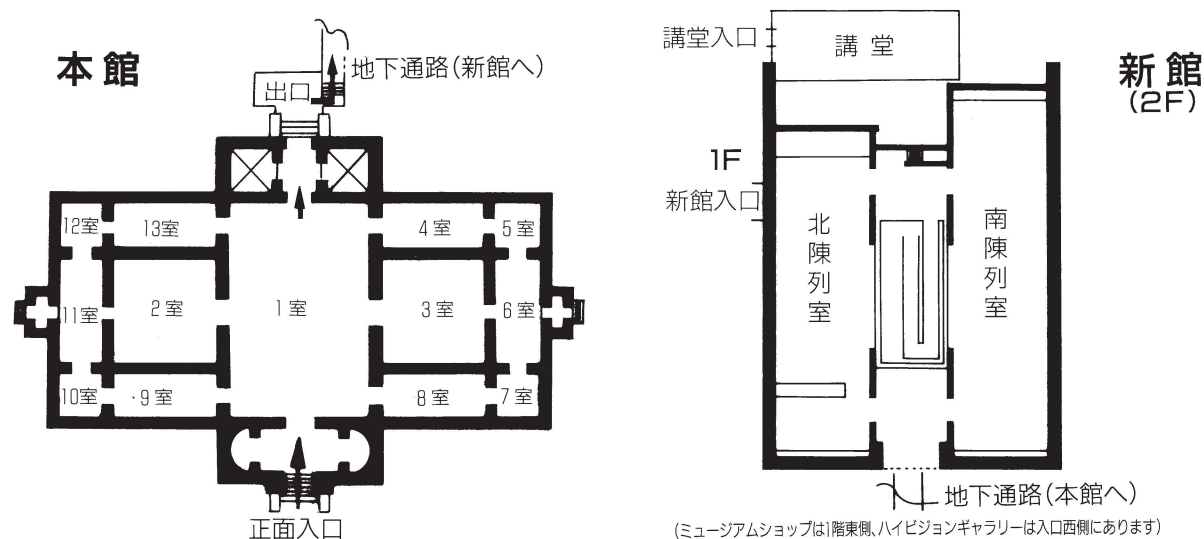 本館
地下通路(新館へ)
出口
12室
13室
4室
5室
11室
2室
1室
3室
6室
10室
9室
8室
7室
正面入口
講堂入口
講堂
新館
(2F)
1F
新館入口
北陳列室
南陳列室
地下通路(本館へ)
(ミュージアムショップは1階東側、ハイビジョンギャラリーは入口西側にあります)